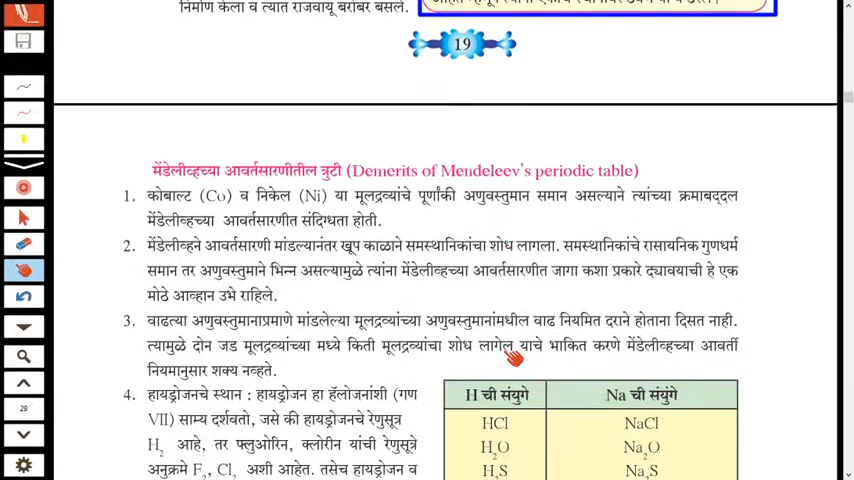 निर्माण केला व त्यात राजवायू बरोबर बसले.
19
मेंडेलीव्हच्या आवर्तसारणीतील त्रुटी (Demerits of Mendeleev's periodic table)
1. कोबाल्ट (Co) व निकेल (Ni) या मूलद्रव्यांचे पूर्णांकी अणुवस्तुमान समान असल्याने त्यांच्या क्रमाबद्दल
मेंडेलीव्हच्या आवर्तसारणीत संदिग्धता होती.
2. मेंडेलीव्हने आवर्तसारणी मांडल्यानंतर खूप काळाने समस्थानिकांचा शोध लागला. समस्थानिकांचे रासायनिक गुणधर्म
समान तर अणुवस्तुमाने भिन्न असल्यामुळे त्यांना मेंडेलीव्हच्या आवर्तसारणीत जागा कशा प्रकारे द्यावयाची हे एक
मोठे आव्हान उभे राहिले.
3. वाढत्या अणुवस्तुमानाप्रमाणे मांडलेल्या मूलद्रव्यांच्या अणुवस्तुमानांमधील वाढ नियमित दराने होताना दिसत नाही.
त्यामुळे दोन जड मूलद्रव्यांच्या मध्ये किती मूलद्रव्यांचा शोध लागेल याचे भाकित करणे मेंडेलीव्हच्या आवर्ती
नियमानुसार शक्य नव्हते.
4. हायड्रोजनचे स्थान : हायड्रोजन हा हॅलोजनांशी (गण
VII) साम्य दर्शवतो, जसे की हायड्रोजनचे रेणुसूत्र
H₂ आहे, तर फ्लुओरिन, क्लोरीन यांची रेणुसूत्रे
अनुक्रमे F₂, Cl₂ अशी आहेत. तसेच हायड्रोजन व
H ची संयुगे Na ची संयुंगे
HCl NaCl
H₂O Na₂O
H₂S Na₂S
29